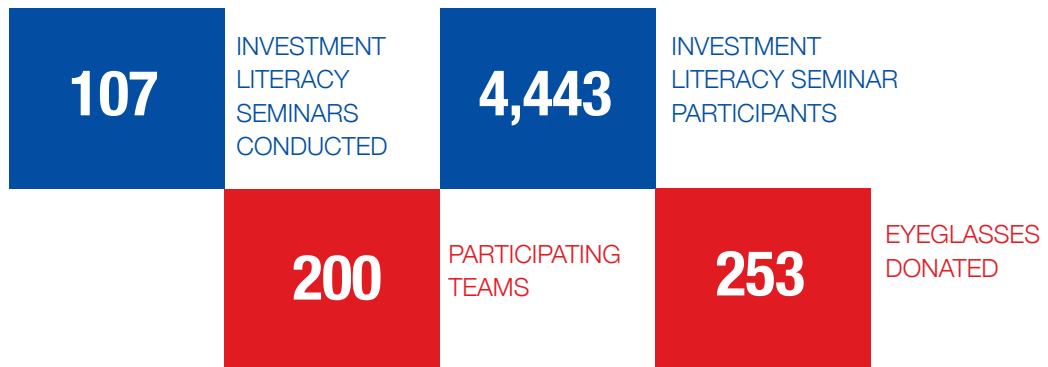 107
INVESTMENT
LITERACY
SEMINARS
CONDUCTED
4,443
INVESTMENT
LITERACY SEMINAR
PARTICIPANTS
200
PARTICIPATING
TEAMS
253
EYEGLASSES
DONATED